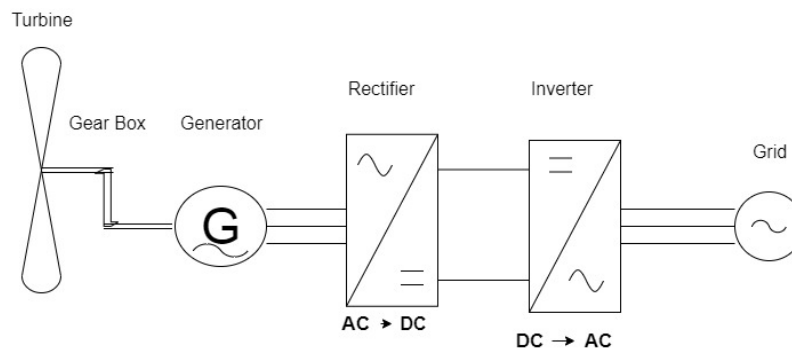 Turbine
Gear Box
Generator
Rectifier
Inverter
Grid
G
AC → DC
DC → AC